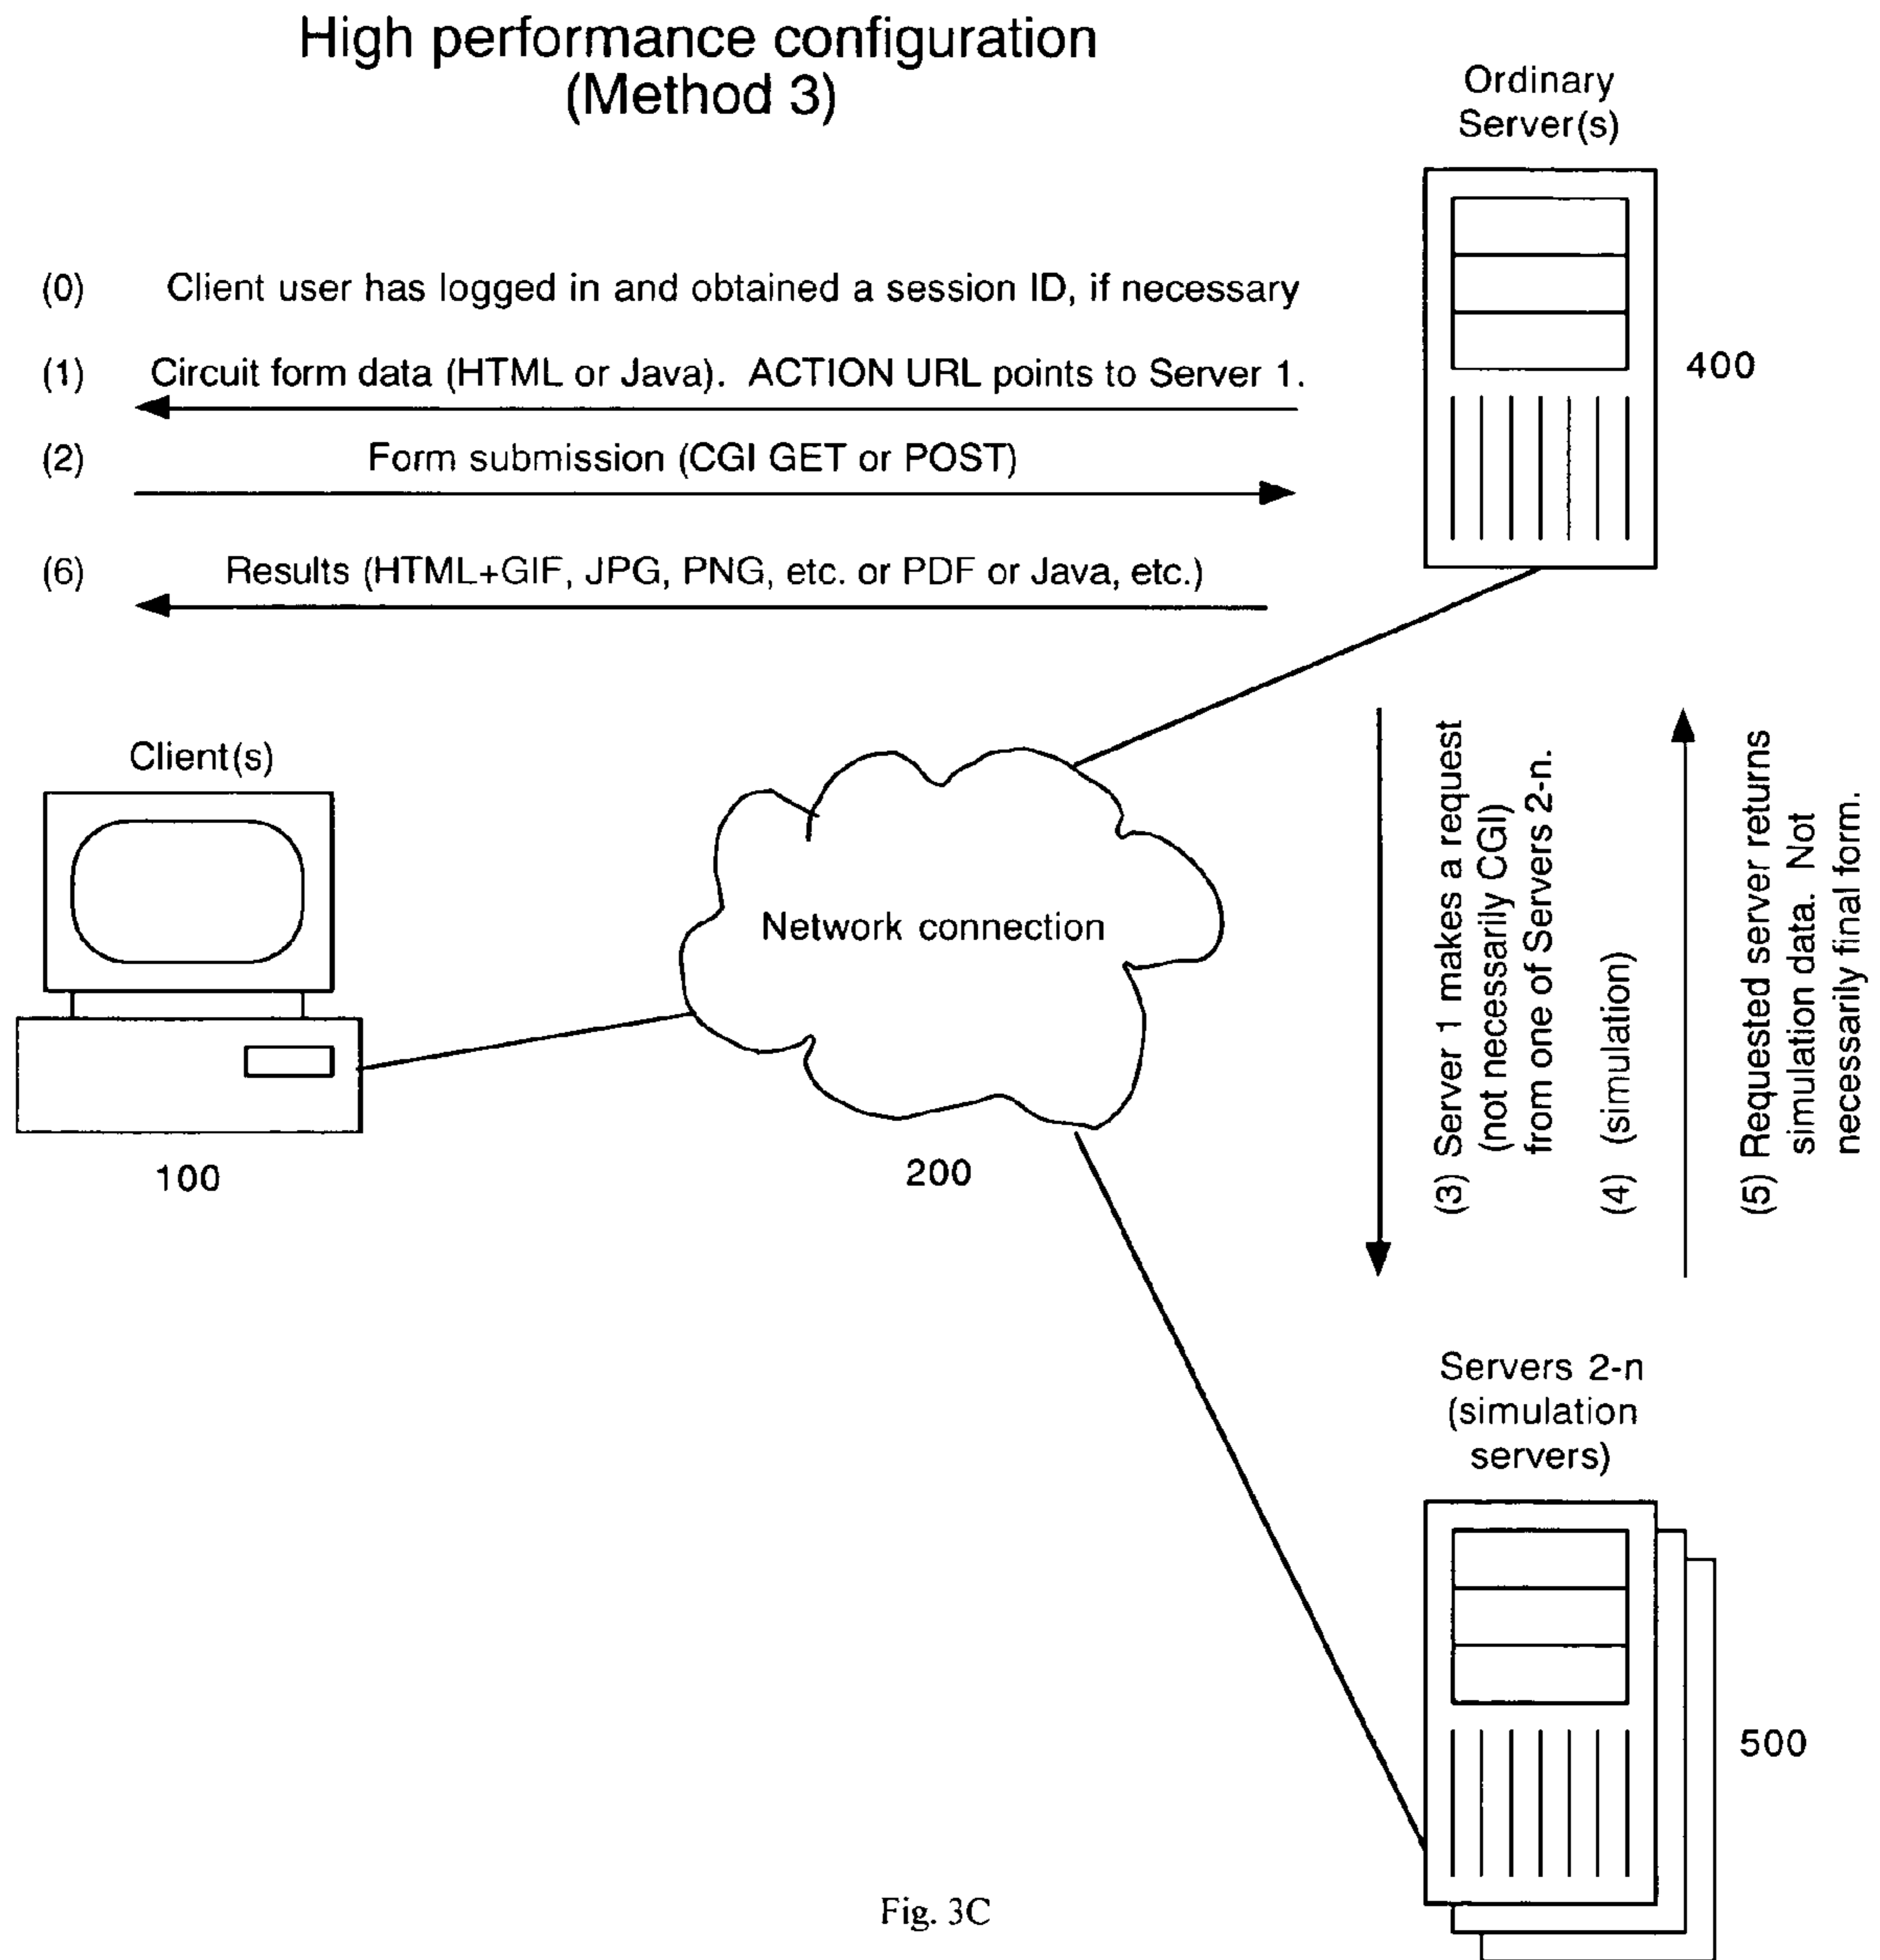 High performance configuration
(Method 3)
Ordinary
Server(s)
(0) Client user has logged in and obtained a session ID, if necessary
(1) Circuit form data (HTML or Java). ACTION URL points to Server 1.
400
(2) Form submission (CGI GET or POST)
(6) Results (HTML+GIF, JPG, PNG, etc. or PDF or Java, etc.)
Client(s)
Network connection
100
200
(3) Server 1 makes a request
(not necessarily CGI)
from one of Servers 2-n.
(4) (simulation)
(5) Requested server returns
simulation data. Not
necessarily final form.
Servers 2-n
(simulation
servers)
500
Fig. 3C